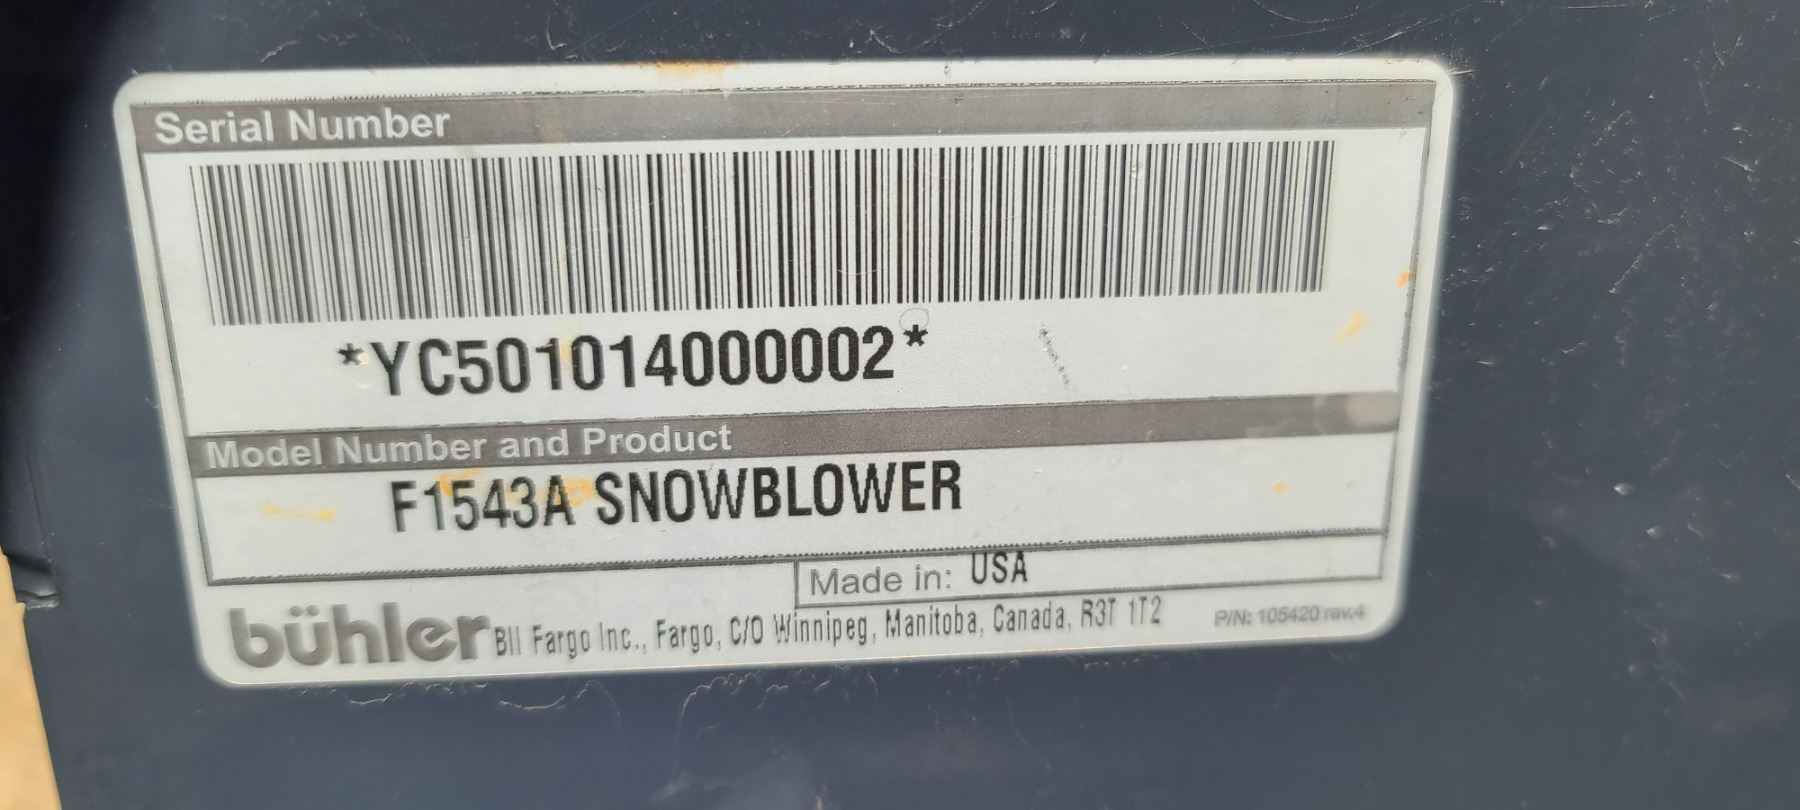 Serial Number
*YC501014000002*
Model Number and Product
F1543A SNOWBLOWER
Made in: USA
bühler BII Fargo Inc., Fargo, C/O Winnipeg, Manitoba, Canada, R3T 1T2
P/N: 105420 rev.4